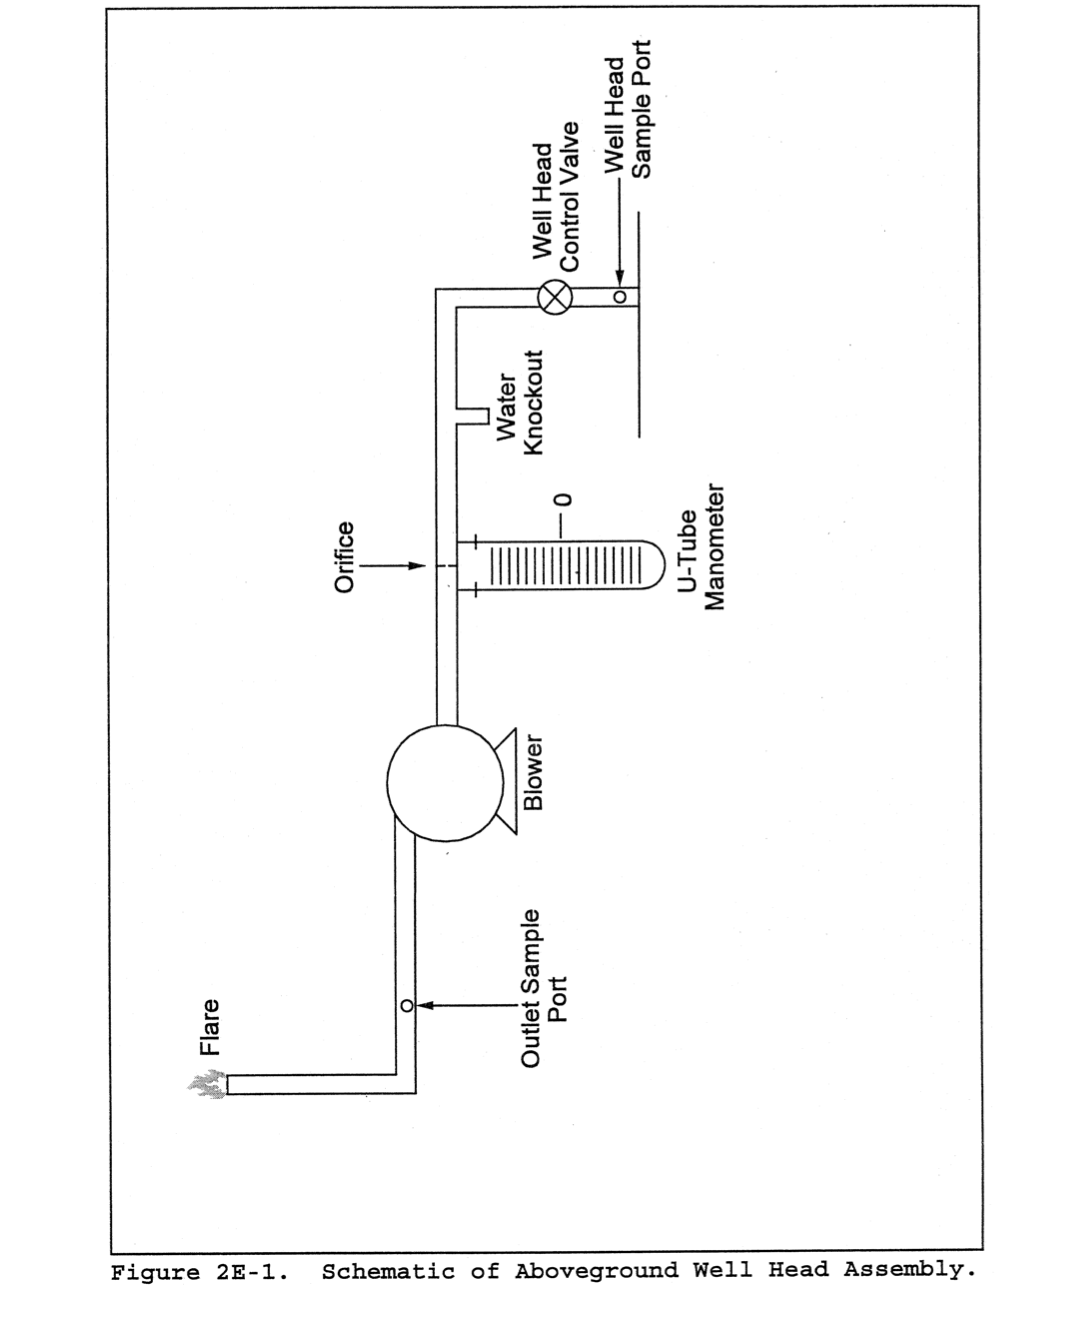 Flare
Outlet Sample
Port
Blower
Orifice
U-Tube
Manometer
0
Water
Knockout
Well Head
Control Valve
Well Head
Sample Port
Figure 2E-1. Schematic of Aboveground Well Head Assembly.